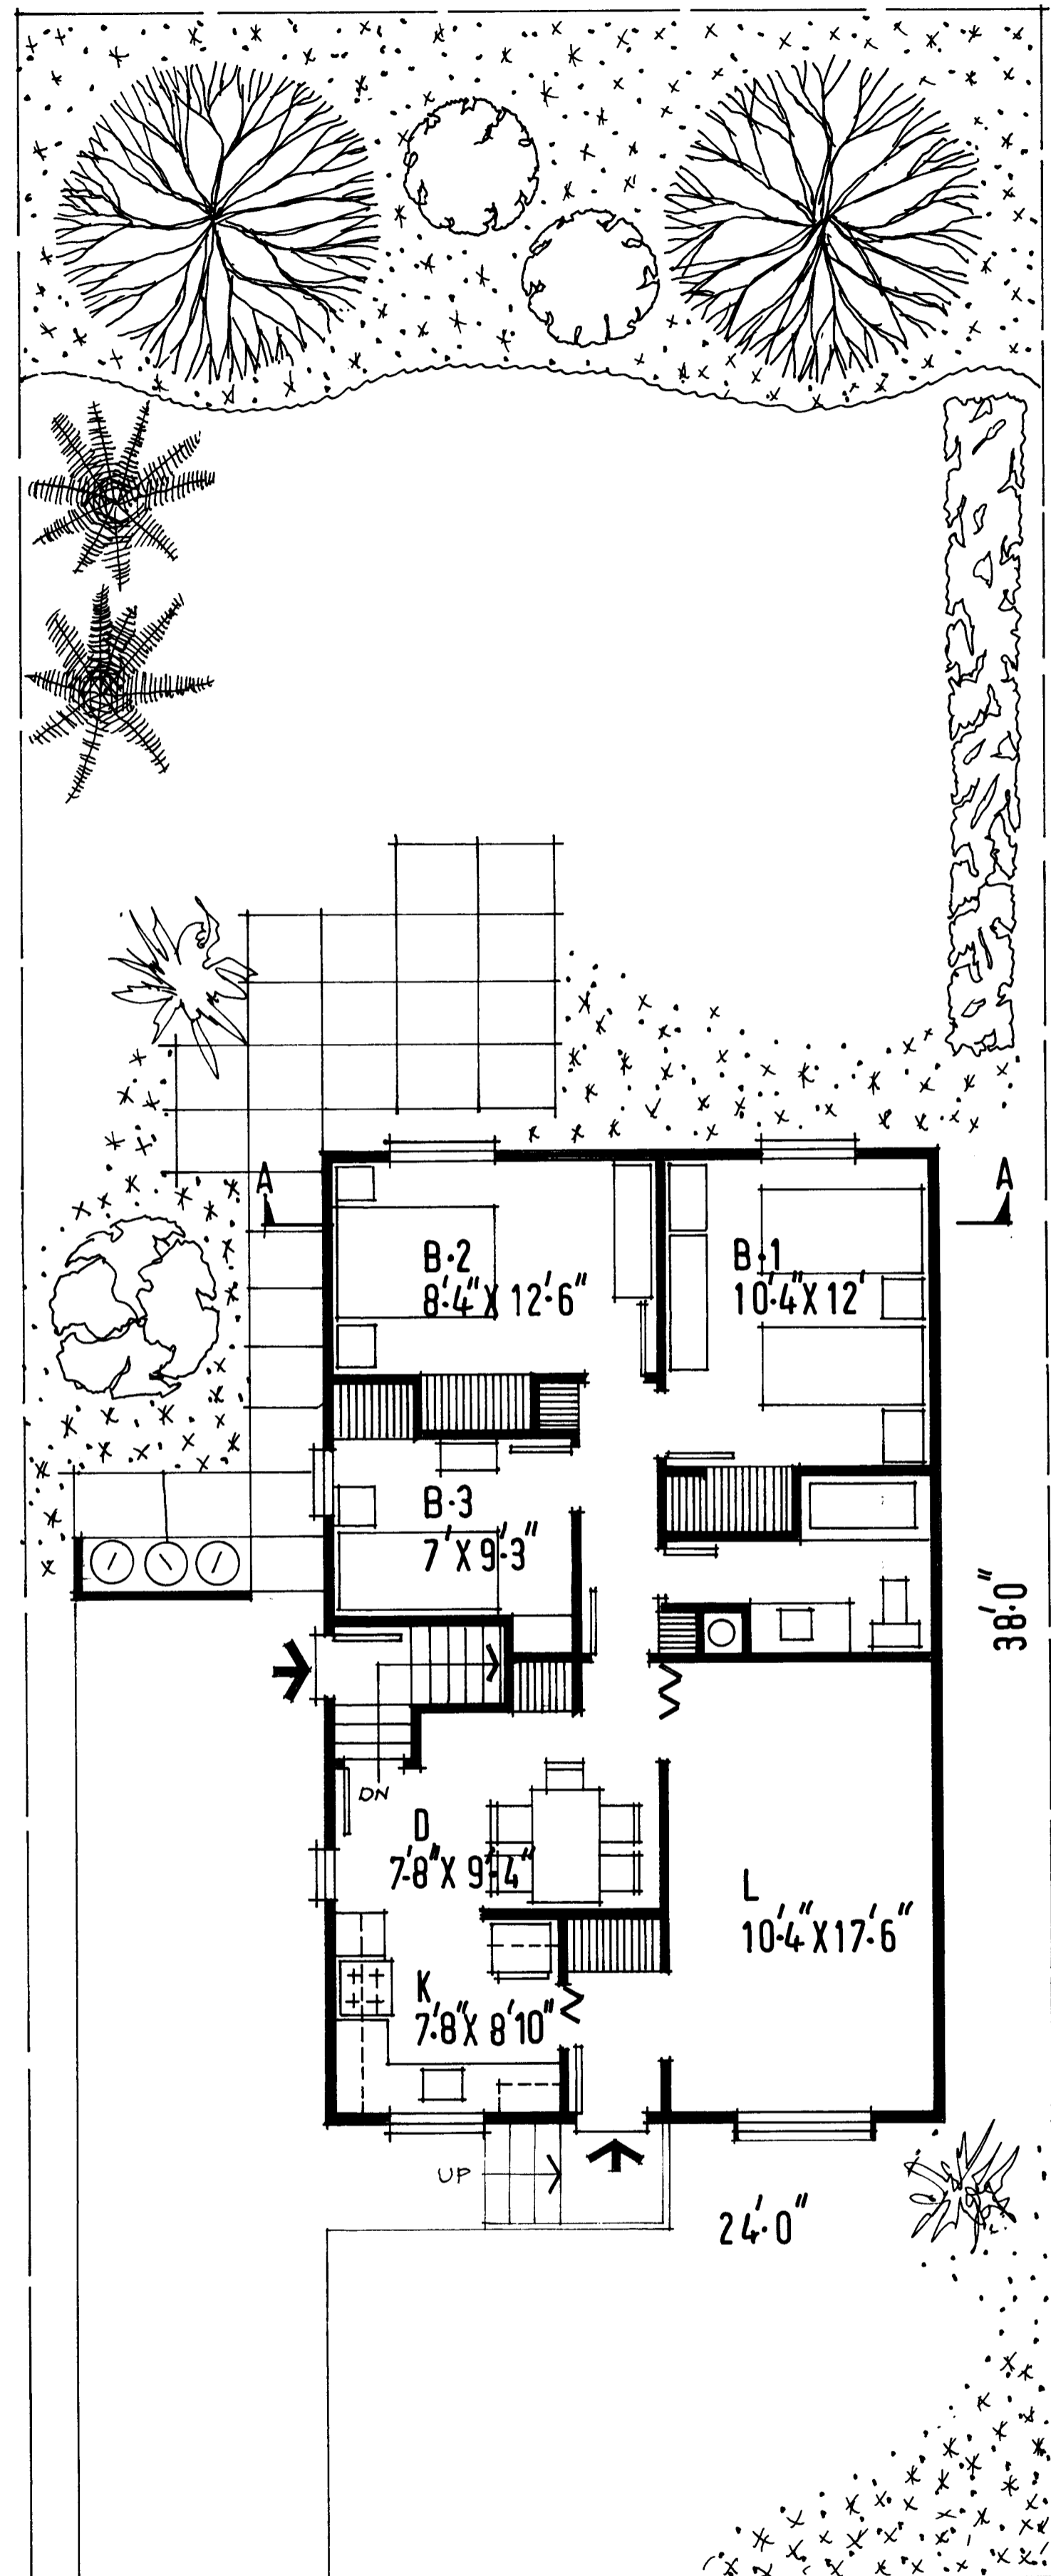 A
A
B·2
8'·4" X 12'·6"
B·1
10'·4" X 12'
B·3
7' X 9'·3"
38'·0"
DN
D
7'·8" X 9'·4"
L
10'·4" X 17'·6"
K
7'·8" X 8'10"
UP
24'·0"